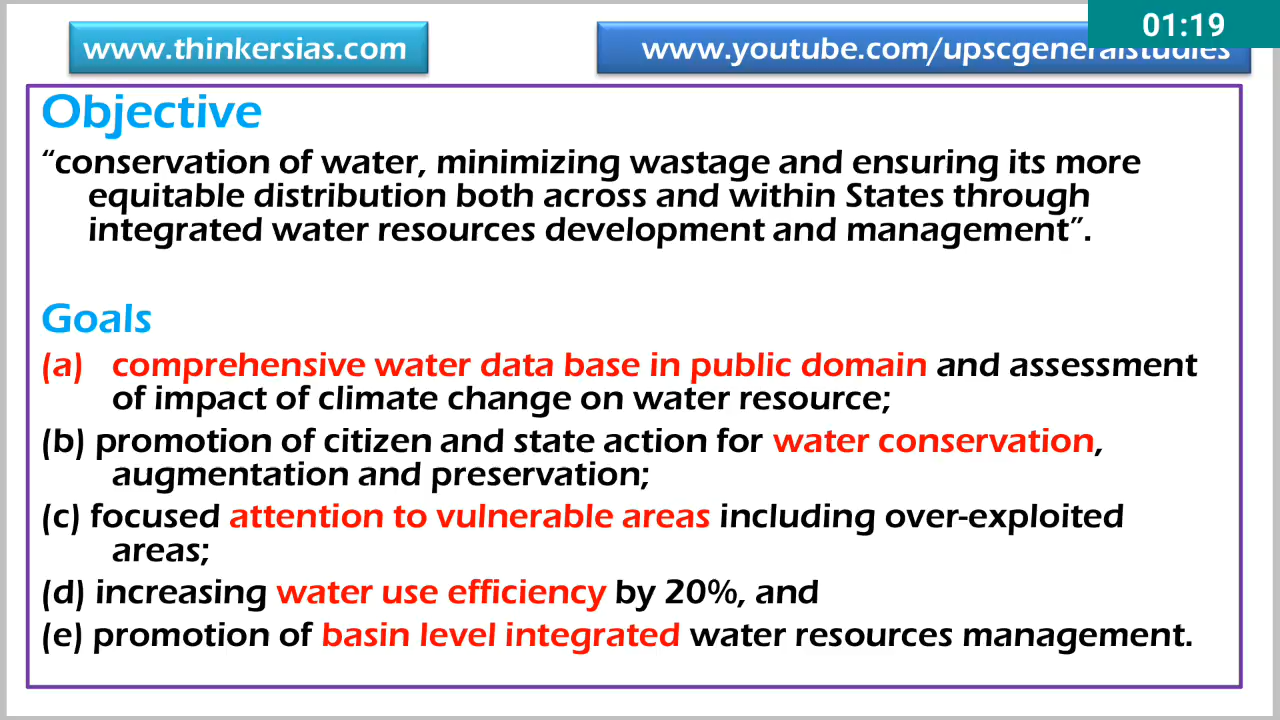 www.thinkersias.com
www.youtube.com/upscgeneralstudies
01:19
Objective
“conservation of water, minimizing wastage and ensuring its more
equitable distribution both across and within States through
integrated water resources development and management”.
Goals
(a) comprehensive water data base in public domain and assessment
of impact of climate change on water resource;
(b) promotion of citizen and state action for water conservation,
augmentation and preservation;
(c) focused attention to vulnerable areas including over-exploited
areas;
(d) increasing water use efficiency by 20%, and
(e) promotion of basin level integrated water resources management.